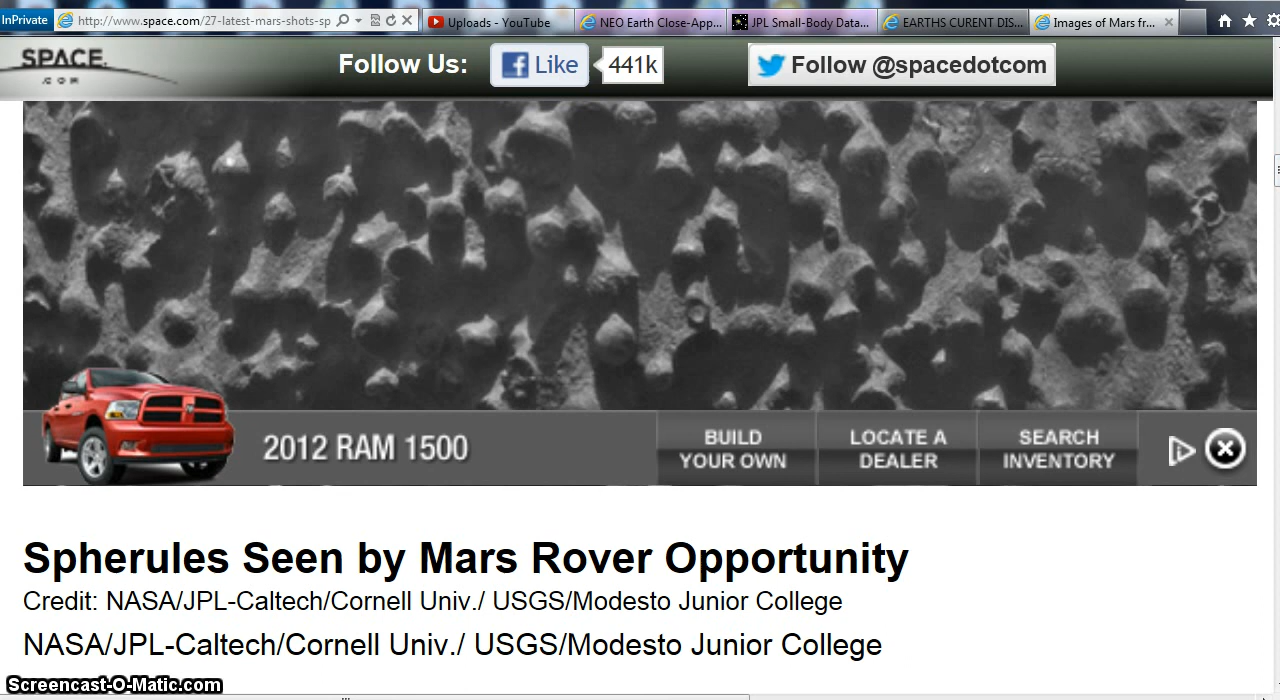 InPrivate
http://www.space.com/27-latest-mars-shots-sp
Uploads - YouTube
NEO Earth Close-App...
JPL Small-Body Data...
EARTHS CURENT DIS...
Images of Mars fr...
SPACE
.COM
Follow Us:
Like
441k
Follow @spacedotcom
2012 RAM 1500
BUILD
YOUR OWN
LOCATE A
DEALER
SEARCH
INVENTORY
Spherules Seen by Mars Rover Opportunity
Credit: NASA/JPL-Caltech/Cornell Univ./ USGS/Modesto Junior College
NASA/JPL-Caltech/Cornell Univ./ USGS/Modesto Junior College
Screencast-O-Matic.com